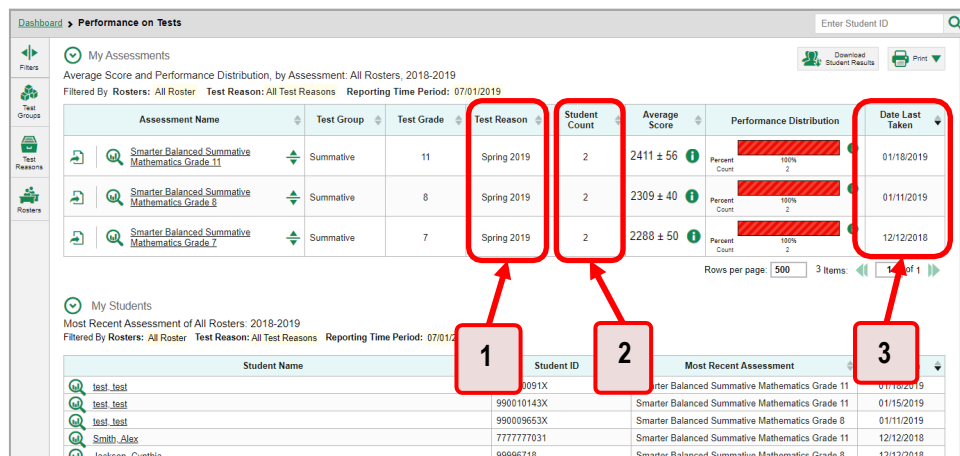 Dashboard > Performance on Tests
Enter Student ID
Filters
Test Groups
Test Reasons
Rosters
My Assessments
Download Student Results
Print
Average Score and Performance Distribution, by Assessment: All Rosters, 2018-2019
Filtered By Rosters: All Roster Test Reason: All Test Reasons Reporting Time Period: 07/01/2019
Assessment Name Test Group Test Grade Test Reason Student Count Average Score Performance Distribution Date Last Taken
Smarter Balanced Summative Mathematics Grade 11 Summative 11 Spring 2019 2 2411 ± 56 Percent 100% Count 2 01/18/2019
Smarter Balanced Summative Mathematics Grade 8 Summative 8 Spring 2019 2 2309 ± 40 Percent 100% Count 2 01/11/2019
Smarter Balanced Summative Mathematics Grade 7 Summative 7 Spring 2019 2 2288 ± 50 Percent 100% Count 2 12/12/2018
Rows per page: 500 3 Items: 1 of 1
My Students
Most Recent Assessment of All Rosters: 2018-2019
Filtered By Rosters: All Roster Test Reason: All Test Reasons Reporting Time Period:
1
2
3
Student Name Student ID Most Recent Assessment
test, test Smarter Balanced Summative Mathematics Grade 11 01/18/2019
test, test 990010143X Smarter Balanced Summative Mathematics Grade 11 01/15/2019
test, test 990009653X Smarter Balanced Summative Mathematics Grade 8 01/11/2019
Smith, Alex 7777777031 Smarter Balanced Summative Mathematics Grade 11 12/12/2018
Jackson, Cynthia 99996718 Smarter Balanced Summative Mathematics Grade 8 12/12/2018